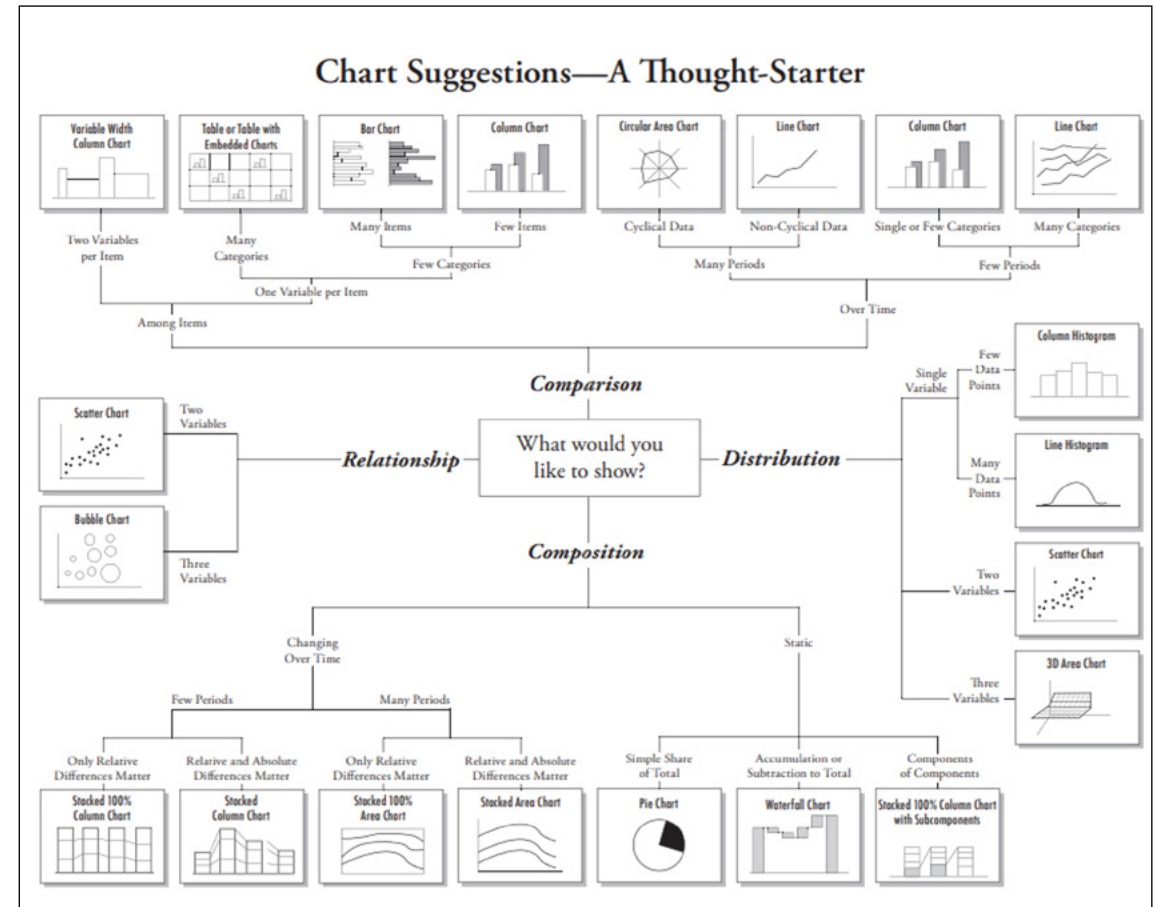 Chart Suggestions—A Thought-Starter
Variable Width
Column Chart
Table or Table with
Embedded Charts
Bar Chart
Column Chart
Circular Area Chart
Line Chart
Column Chart
Line Chart
Two Variables
per Item
Many
Categories
Many Items
Few Items
Cyclical Data
Non-Cyclical Data
Single or Few Categories
Many Categories
Few Categories
Many Periods
Few Periods
One Variable per Item
Among Items
Over Time
Comparison
What would you
like to show?
Relationship
Two
Variables
Scatter Chart
Bubble Chart
Three
Variables
Distribution
Single
Variable
Few
Data
Points
Column Histogram
Many
Data
Points
Line Histogram
Two
Variables
Scatter Chart
Three
Variables
3D Area Chart
Composition
Changing
Over Time
Static
Few Periods
Many Periods
Only Relative
Differences Matter
Relative and Absolute
Differences Matter
Only Relative
Differences Matter
Relative and Absolute
Differences Matter
Simple Share
of Total
Accumulation or
Subtraction to Total
Components
of Components
Stacked 100%
Column Chart
Stacked
Column Chart
Stacked 100%
Area Chart
Stacked Area Chart
Pie Chart
Waterfall Chart
Stacked 100% Column Chart
with Subcomponents